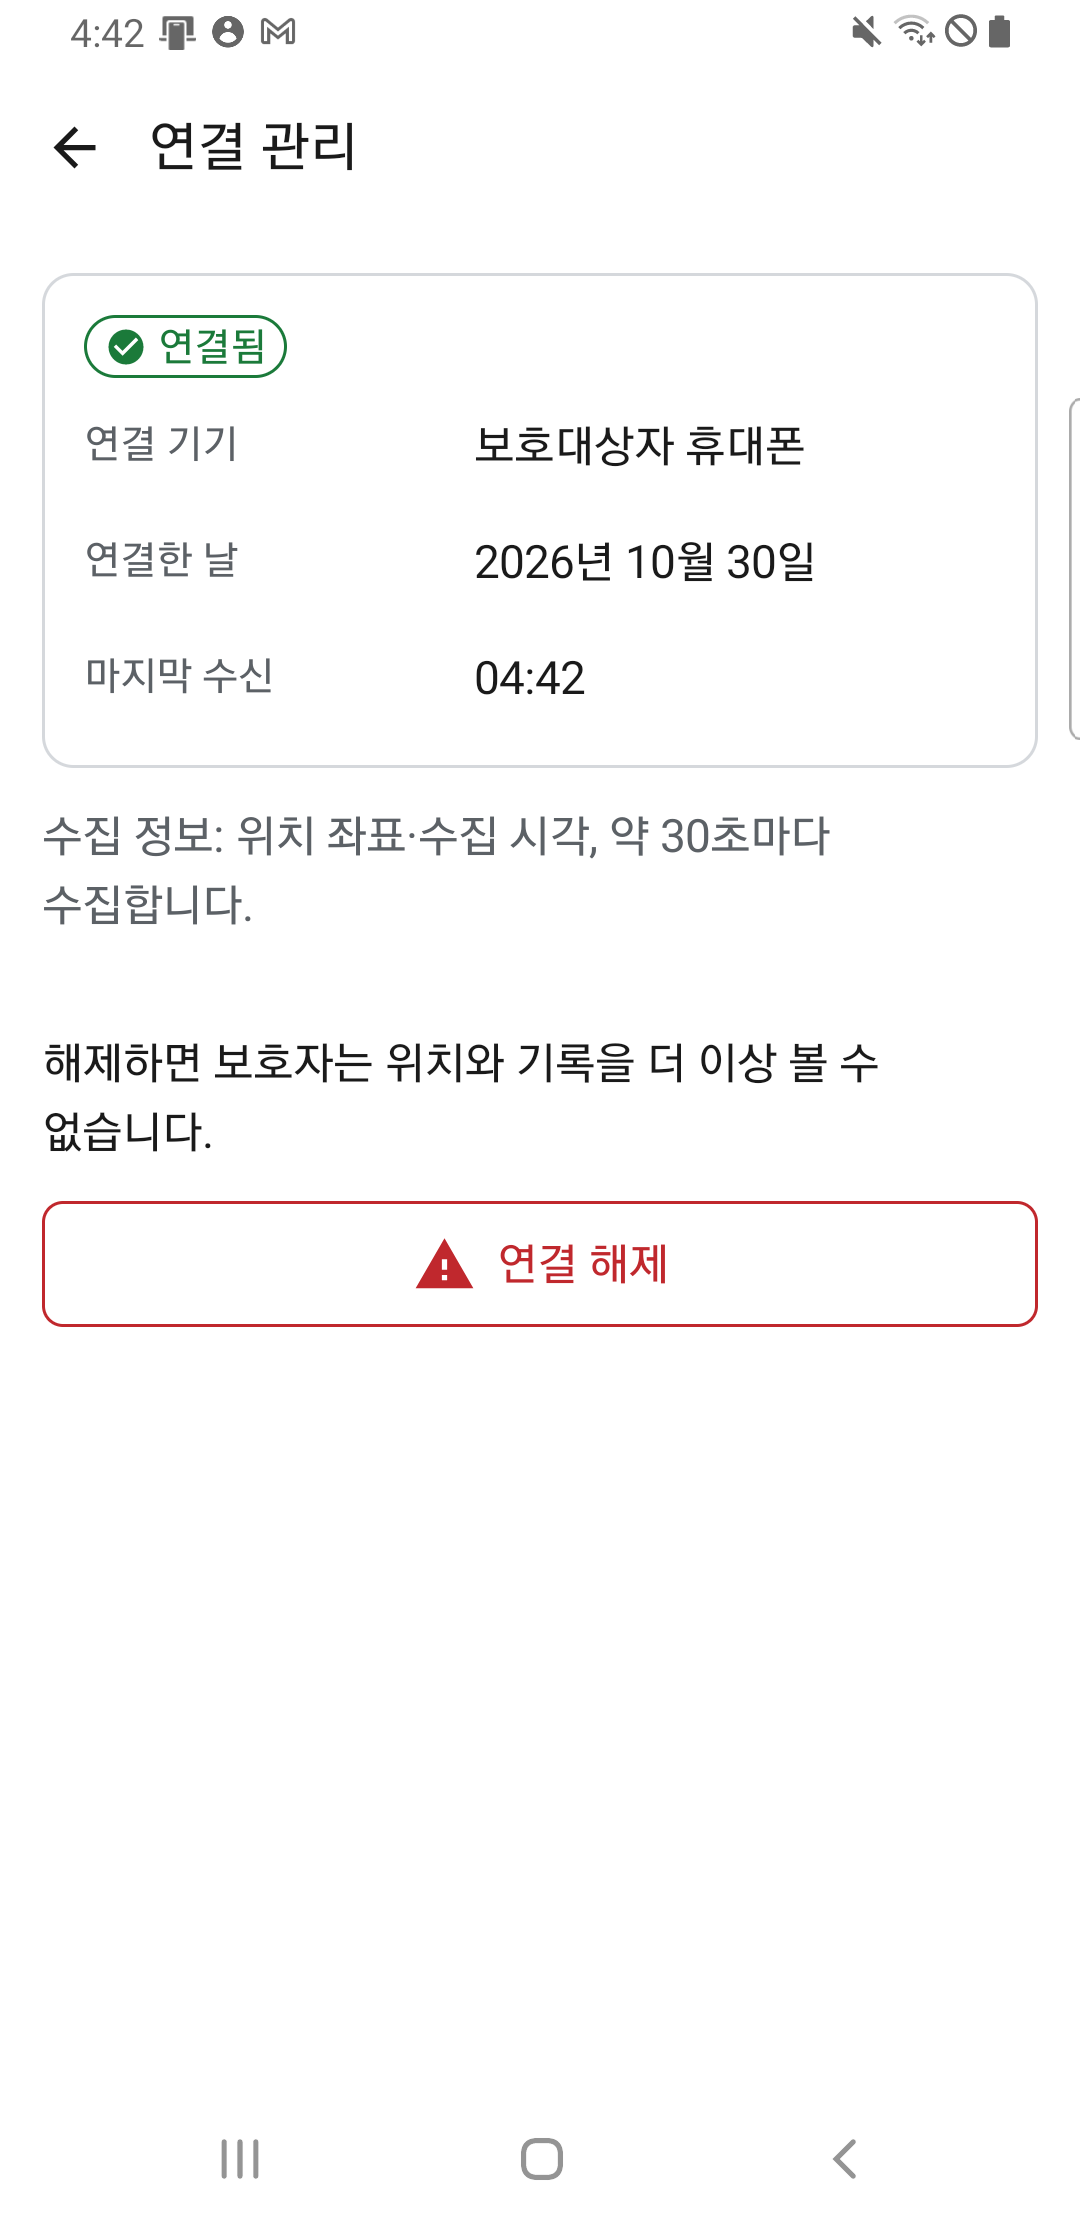 4:42
연결 관리
연결됨
연결 기기 보호대상자 휴대폰
연결한 날 2026년 10월 30일
마지막 수신 04:42
수집 정보: 위치 좌표·수집 시각, 약 30초마다
수집합니다.
해제하면 보호자는 위치와 기록을 더 이상 볼 수
없습니다.
연결 해제